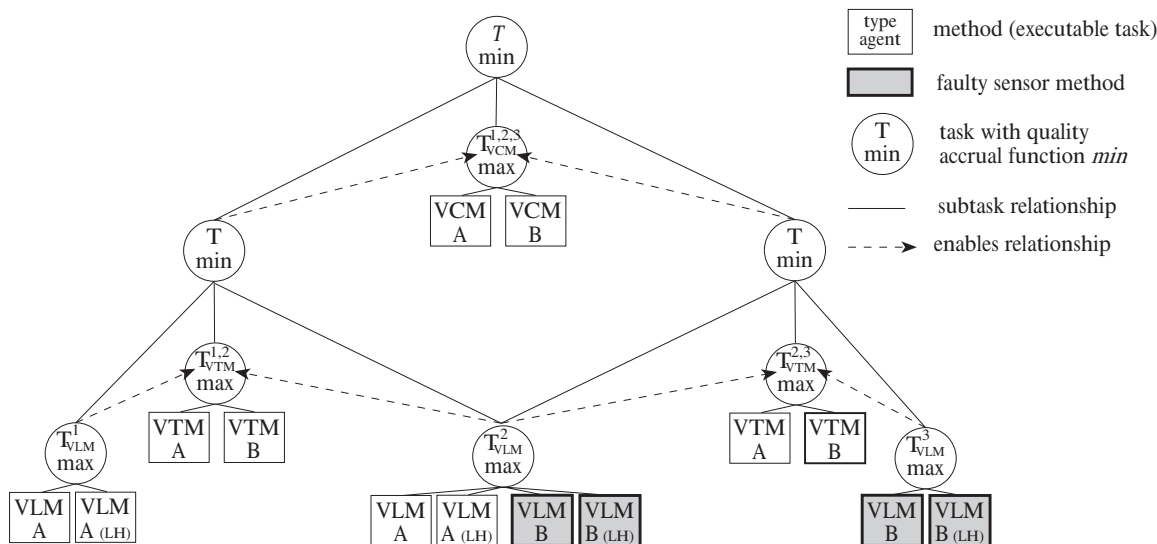 T
min
T^{1,2,3}_{VCM}
max
VCM
A
VCM
B
T
min
T
min
T^{1,2}_{VTM}
max
VTM
A
VTM
B
T^{2,3}_{VTM}
max
VTM
A
VTM
B
T^{1}_{VLM}
max
VLM
A
VLM
A (LH)
T^{2}_{VLM}
max
VLM
A
VLM
A (LH)
VLM
B
VLM
B (LH)
T^{3}_{VLM}
max
VLM
B
VLM
B (LH)
type
agent
method (executable task)
faulty sensor method
T
min
task with quality
accrual function min
subtask relationship
enables relationship